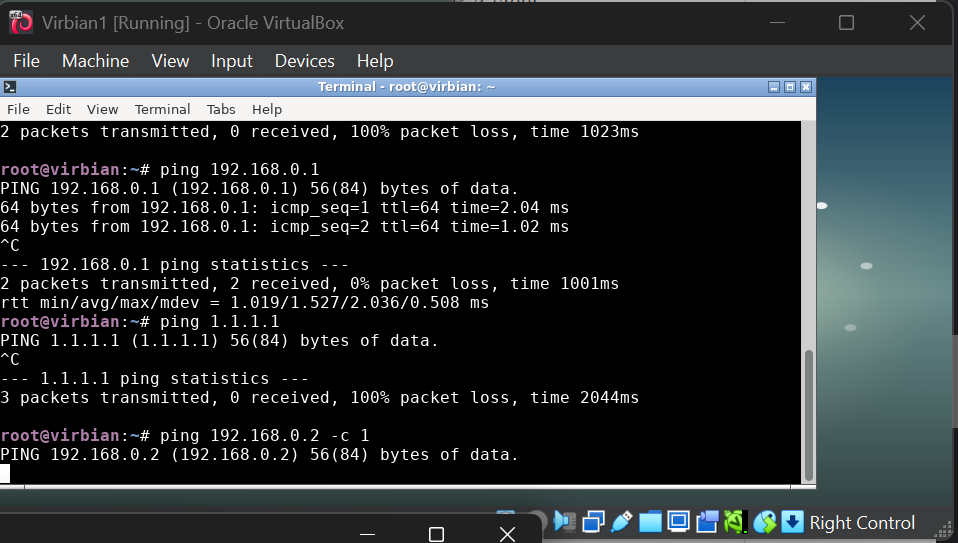 Virbian1 [Running] - Oracle VirtualBox
File Machine View Input Devices Help
Terminal - root@virbian: ~
File Edit View Terminal Tabs Help
2 packets transmitted, 0 received, 100% packet loss, time 1023ms
root@virbian:~# ping 192.168.0.1
PING 192.168.0.1 (192.168.0.1) 56(84) bytes of data.
64 bytes from 192.168.0.1: icmp_seq=1 ttl=64 time=2.04 ms
64 bytes from 192.168.0.1: icmp_seq=2 ttl=64 time=1.02 ms
^C
--- 192.168.0.1 ping statistics ---
2 packets transmitted, 2 received, 0% packet loss, time 1001ms
rtt min/avg/max/mdev = 1.019/1.527/2.036/0.508 ms
root@virbian:~# ping 1.1.1.1
PING 1.1.1.1 (1.1.1.1) 56(84) bytes of data.
^C
--- 1.1.1.1 ping statistics ---
3 packets transmitted, 0 received, 100% packet loss, time 2044ms
root@virbian:~# ping 192.168.0.2 -c 1
PING 192.168.0.2 (192.168.0.2) 56(84) bytes of data.
Right Control